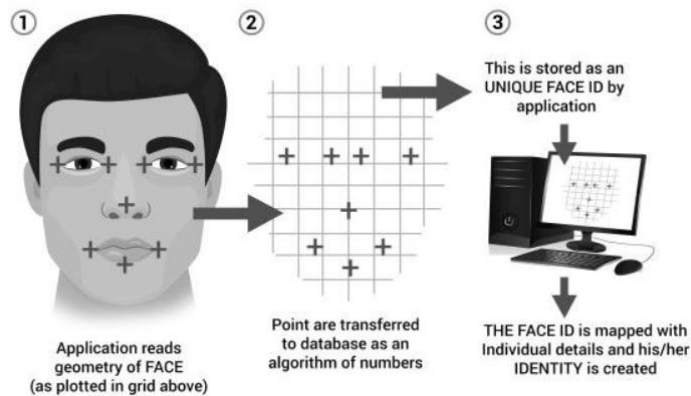 1
Application reads
geometry of FACE
(as plotted in grid above)
2
Point are transferred
to database as an
algorithm of numbers
3
This is stored as an
UNIQUE FACE ID by
application
THE FACE ID is mapped with
Individual details and his/her
IDENTITY is created